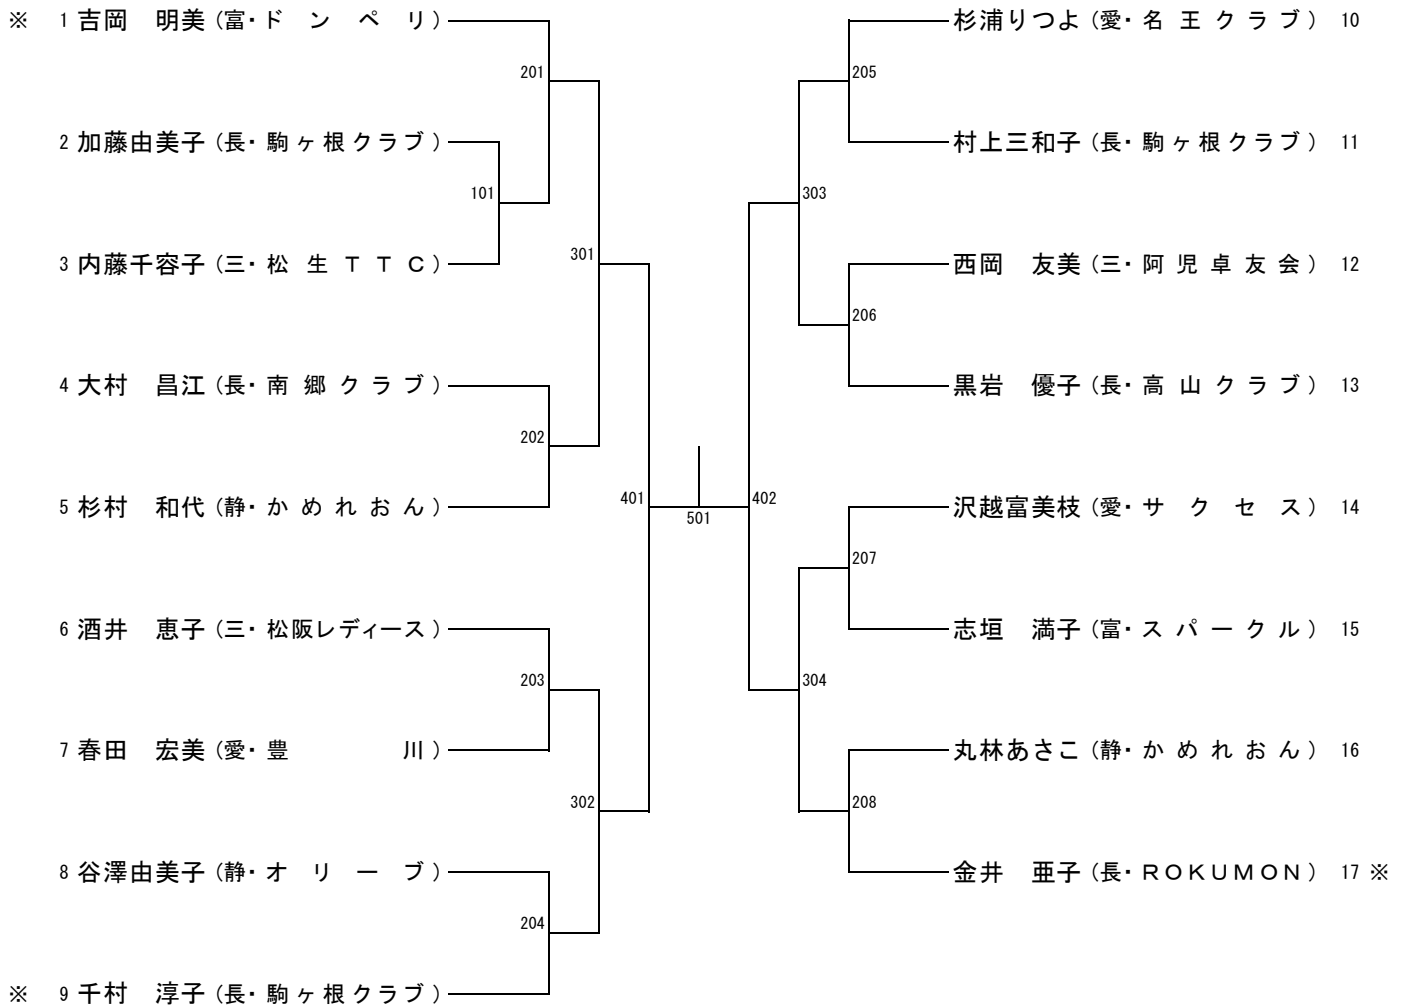 ※ 1 吉岡 明美 (富・ドンペリ)
201
2 加藤由美子 (長・駒ヶ根クラブ)
101
3 内藤千容子 (三・松生TTC)
301
4 大村 昌江 (長・南郷クラブ)
202
5 杉村 和代 (静・かめれおん)
401
6 酒井 恵子 (三・松阪レディース)
203
7 春田 宏美 (愛・豊川)
302
8 谷澤由美子 (静・オリーブ)
204
※ 9 千村 淳子 (長・駒ヶ根クラブ)
501
杉浦りつよ (愛・名王クラブ) 10
205
村上三和子 (長・駒ヶ根クラブ) 11
303
西岡 友美 (三・阿児卓友会) 12
206
黒岩 優子 (長・高山クラブ) 13
402
沢越富美枝 (愛・サクセス) 14
207
志垣 満子 (富・スパークル) 15
304
丸林あさこ (静・かめれおん) 16
208
金井 亜子 (長・ROKUMON) 17 ※